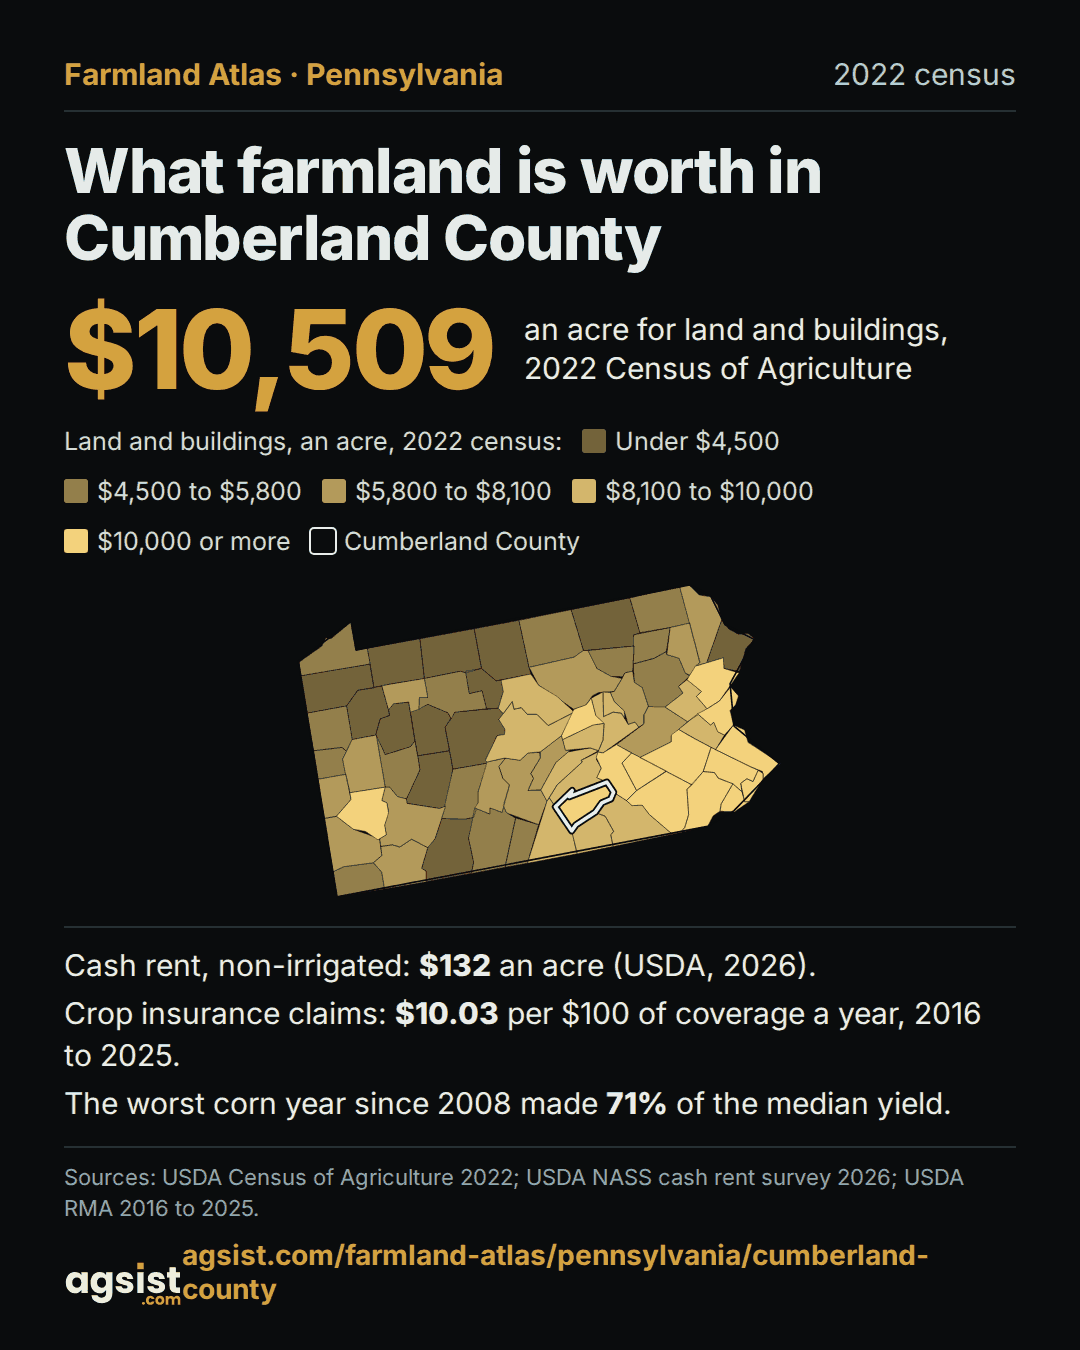 Farmland Atlas · Pennsylvania
2022 census
What farmland is worth in
Cumberland County
$10,509
an acre for land and buildings,
2022 Census of Agriculture
Land and buildings, an acre, 2022 census:
Under $4,500
$4,500 to $5,800
$5,800 to $8,100
$8,100 to $10,000
$10,000 or more
Cumberland County
Cash rent, non-irrigated: $132 an acre (USDA, 2026).
Crop insurance claims: $10.03 per $100 of coverage a year, 2016
to 2025.
The worst corn year since 2008 made 71% of the median yield.
Sources: USDA Census of Agriculture 2022; USDA NASS cash rent survey 2026; USDA
RMA 2016 to 2025.
agsist
.com
agsist.com/farmland-atlas/pennsylvania/cumberland-
county